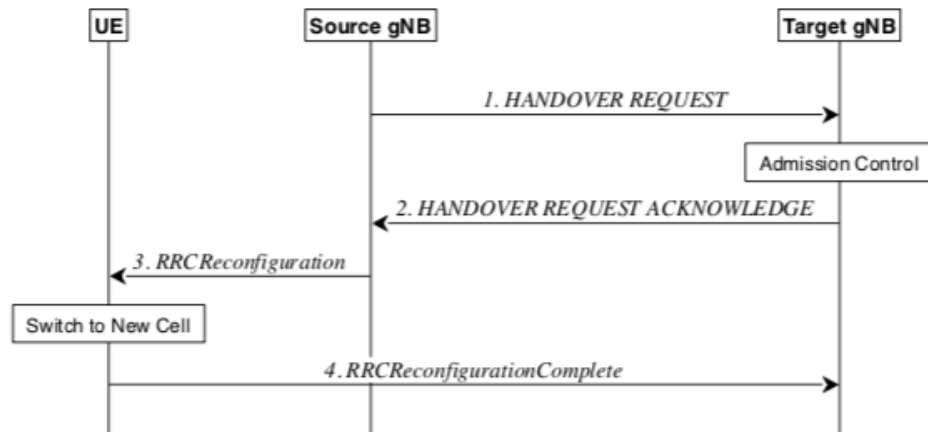 UE
Source gNB
Target gNB
1. HANDOVER REQUEST
Admission Control
2. HANDOVER REQUEST ACKNOWLEDGE
3. RRCReconfiguration
Switch to New Cell
4. RRCReconfigurationComplete